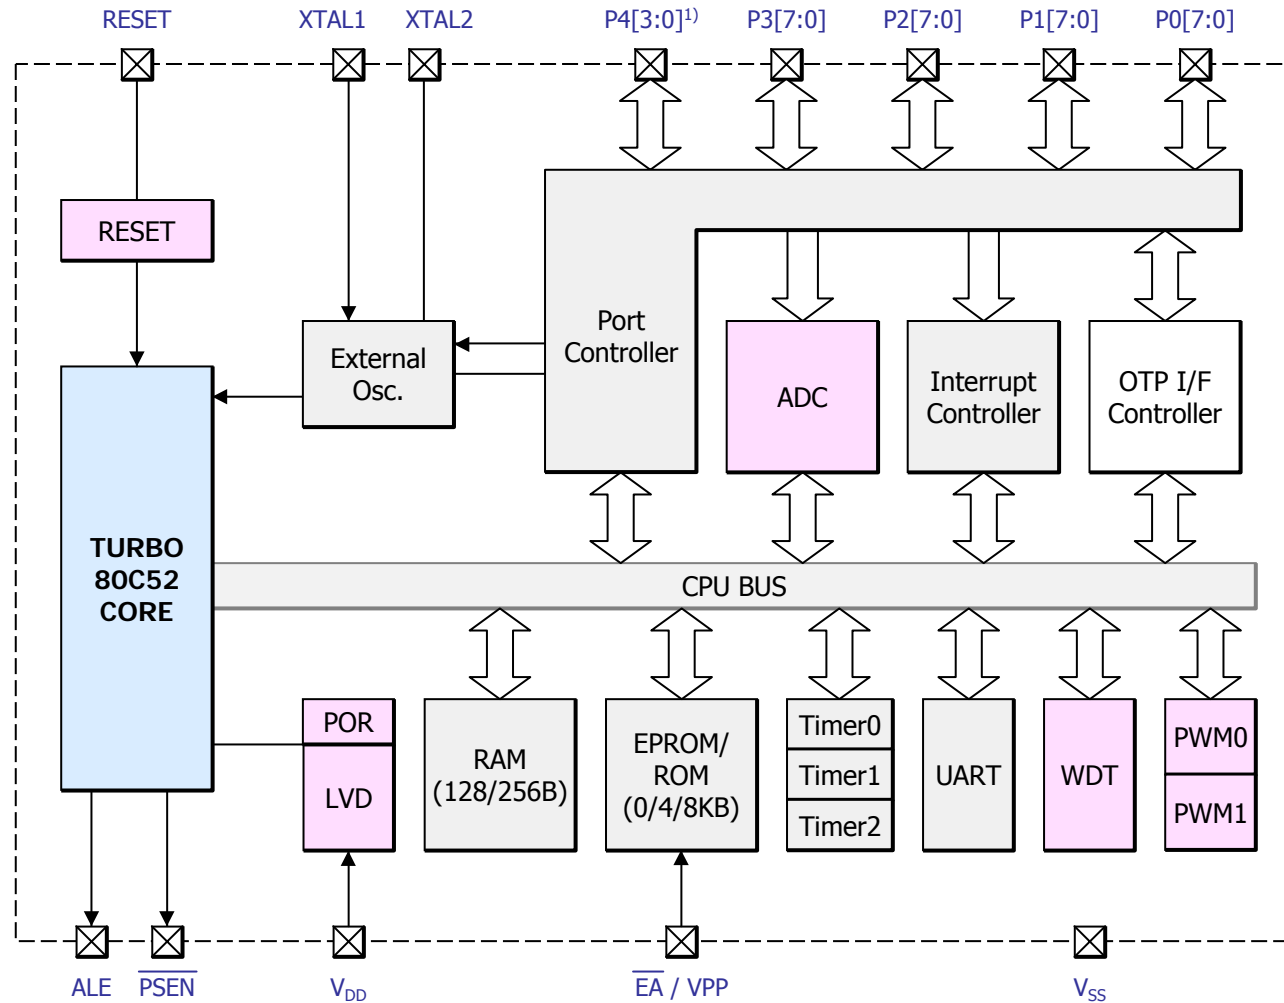 RESET XTAL1 XTAL2 P4[3:0]1) P3[7:0] P2[7:0] P1[7:0] P0[7:0]
RESET
Port
Controller
External
Osc.
ADC
Interrupt
Controller
OTP I/F
Controller
TURBO
80C52
CORE
CPU BUS
POR
LVD
RAM
(128/256B)
EPROM/
ROM
(0/4/8KB)
Timer0
Timer1
Timer2
UART
WDT
PWM0
PWM1
ALE PSEN VDD EA / VPP VSS